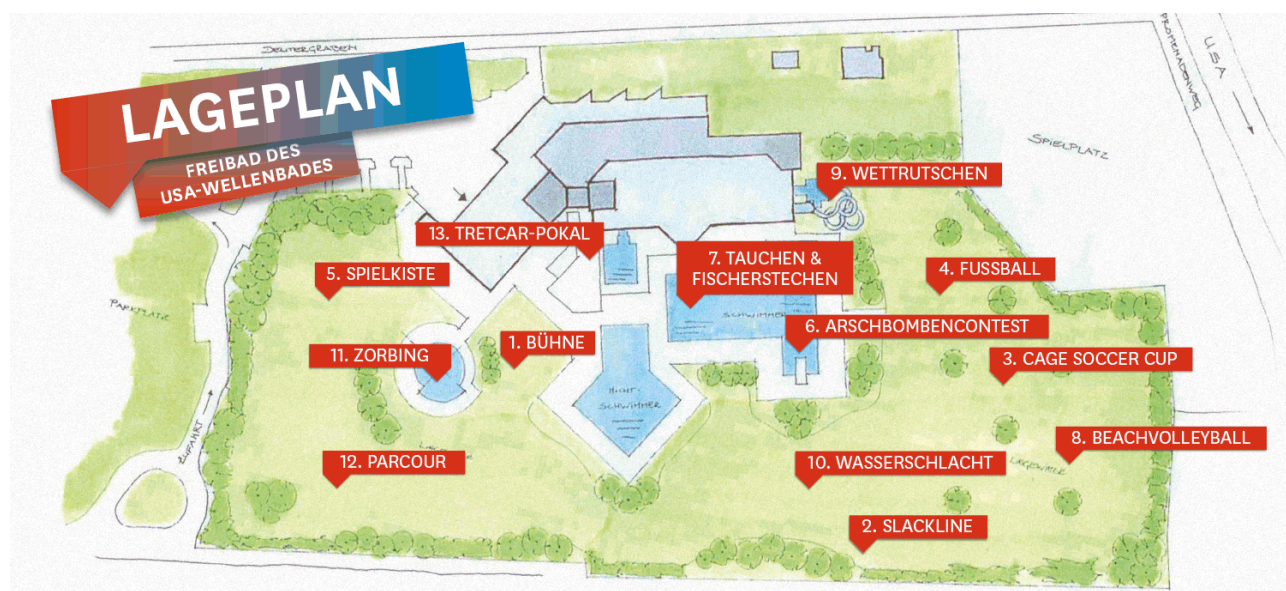 DEUTERGRABEN
LAGEPLAN
FREIBAD DES
USA-WELLENBADES
USA
PROMENADENWEG
SPIELPLATZ
9. WETTRUTSCHEN
13. TRETCAR-POKAL
7. TAUCHEN &
FISCHERSTECHEN
4. FUSSBALL
5. SPIELKISTE
PARKPLATZ
SCHWIMMER
6. ARSCHBOMBENCONTEST
1. BÜHNE
11. ZORBING
3. CAGE SOCCER CUP
NICHT-
SCHWIMMER
ZUFAHRT
8. BEACHVOLLEYBALL
12. PARCOUR
10. WASSERSCHLACHT
2. SLACKLINE